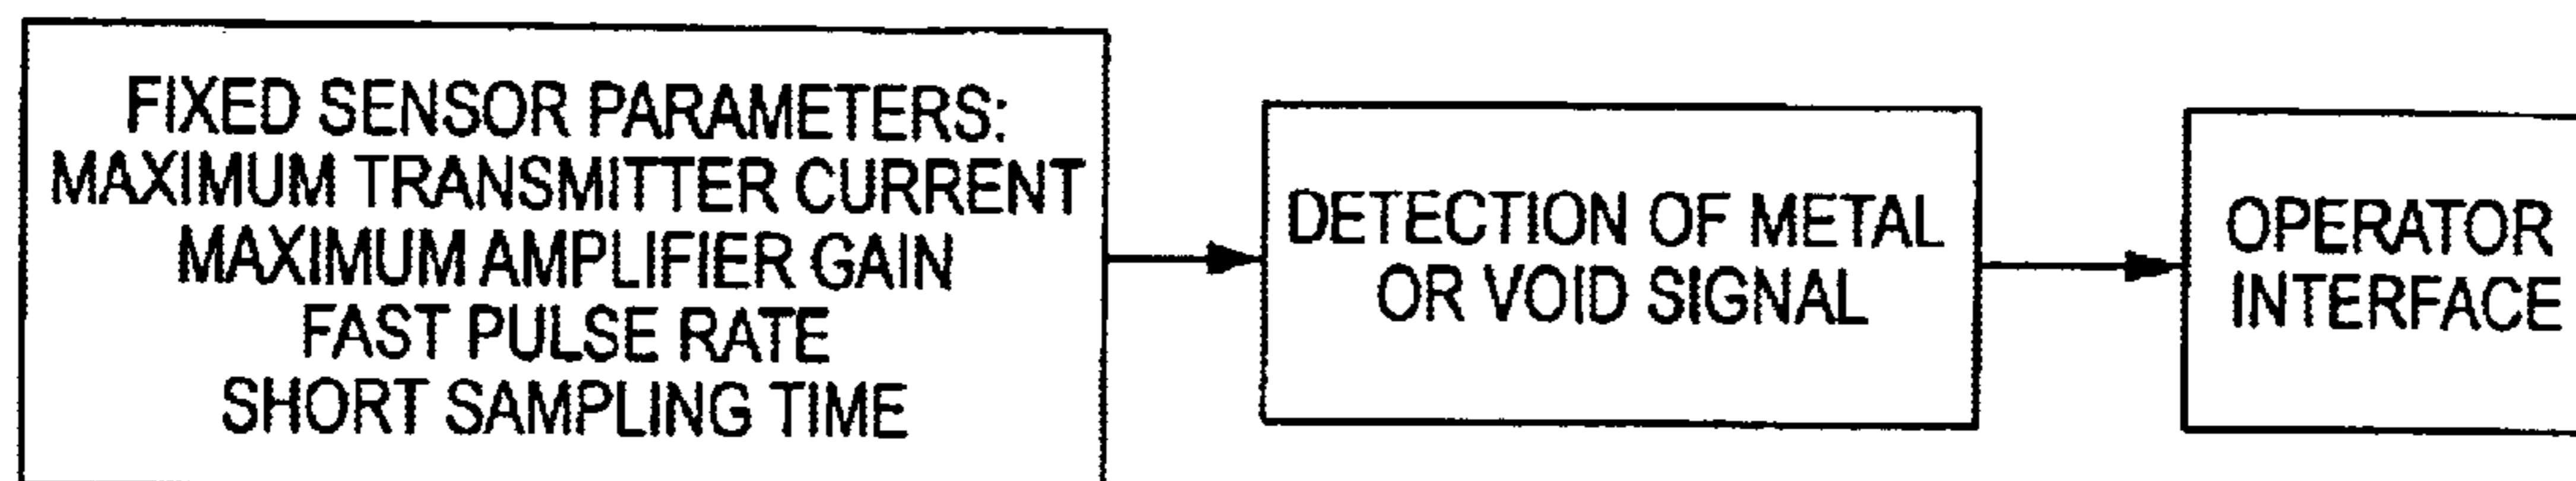 FIXED SENSOR PARAMETERS:
MAXIMUM TRANSMITTER CURRENT
MAXIMUM AMPLIFIER GAIN
FAST PULSE RATE
SHORT SAMPLING TIME
DETECTION OF METAL
OR VOID SIGNAL
OPERATOR
INTERFACE